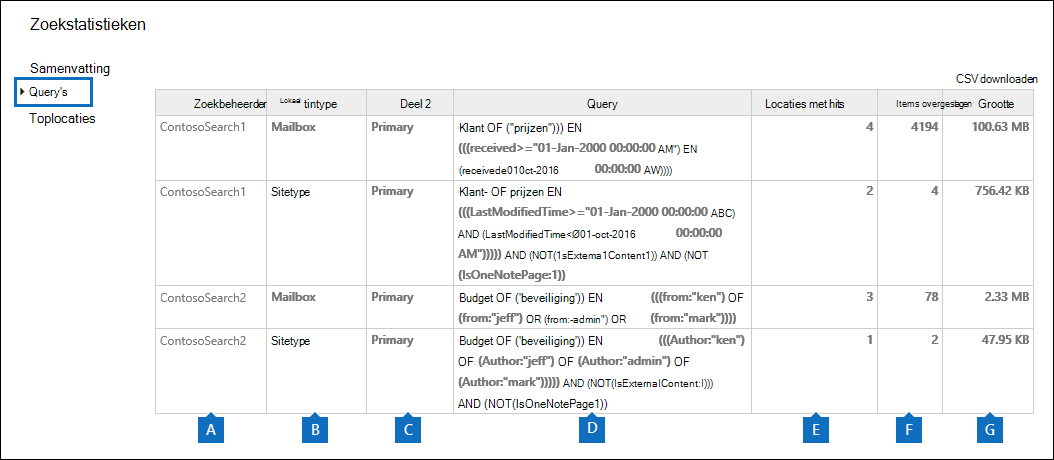 Zoekstatistieken
Samenvatting
Query's
Toplocaties
CSV downloaden
Zoekbeheerder Lokaal tintype Deel 2 Query Locaties met hits Items overgeslagen Grootte
ContosoSearch1 Mailbox Primary Klant OF ("prijzen"))) EN 4 4194 100.63 MB
(((received>="01-Jan-2000 00:00:00 AM") EN
(receivede010ct-2016 00:00:00 AW))))
ContosoSearch1 Sitetype Primary Klant- OF prijzen EN 2 4 756.42 KB
(((LastModifiedTime>="01-Jan-2000 00:00:00 ABC)
AND (LastModifiedTime<Ø01-oct-2016 00:00:00
AM"))))) AND (NOT(1sExtema1Content1)) AND (NOT
(IsOneNotePage:1))
ContosoSearch2 Mailbox Primary Budget OF ('beveiliging')) EN (((from:"ken") OF 3 78 2.33 MB
(from:"jeff") OR (from:-admin") OR (from:"mark"))))
ContosoSearch2 Sitetype Primary Budget OF ('beveiliging')) EN (((Author:"ken") 1 2 47.95 KB
OF (Author:"jeff") OF (Author:"admin") OF
(Author:"mark"))))) AND (NOT(IsExternalContent:I)))
AND (NOT(IsOneNotePage1))
A B C D E F G